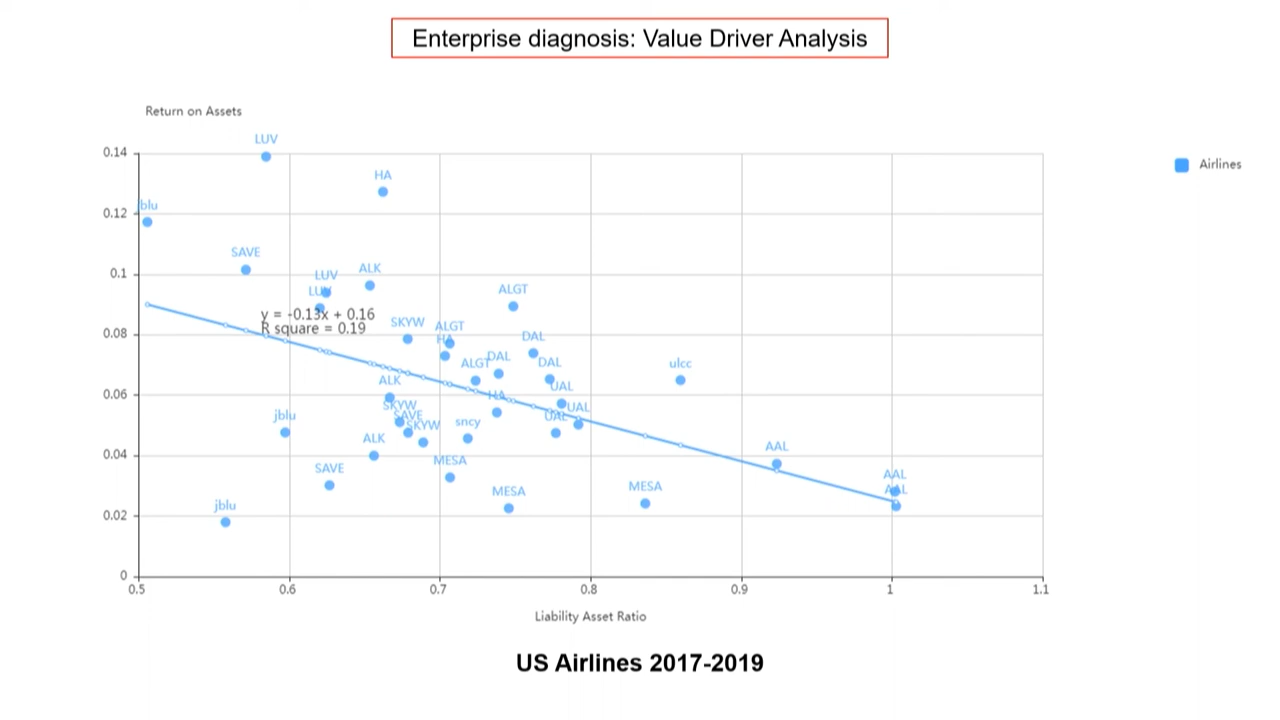 Enterprise diagnosis: Value Driver Analysis
Return on Assets
LUV
0.14
Airlines
HA
jblu
0.12
SAVE
ALK
0.1
LUV
ALGT
LUV
y = -0.13x + 0.16
SKYW
ALGT
R square = 0.19
0.08
DAL
HA
DAL
ALGT
DAL
ulcc
ALK
UAL
0.06
HA
SKYW
UAL
jblu
SAVE
UAL
sncy
SKYW
ALK
AAL
0.04
MESA
SAVE
AAL
MESA
MESA
AAL
jblu
0.02
0
0.5 0.6 0.7 0.8 0.9 1 1.1
Liability Asset Ratio
US Airlines 2017-2019